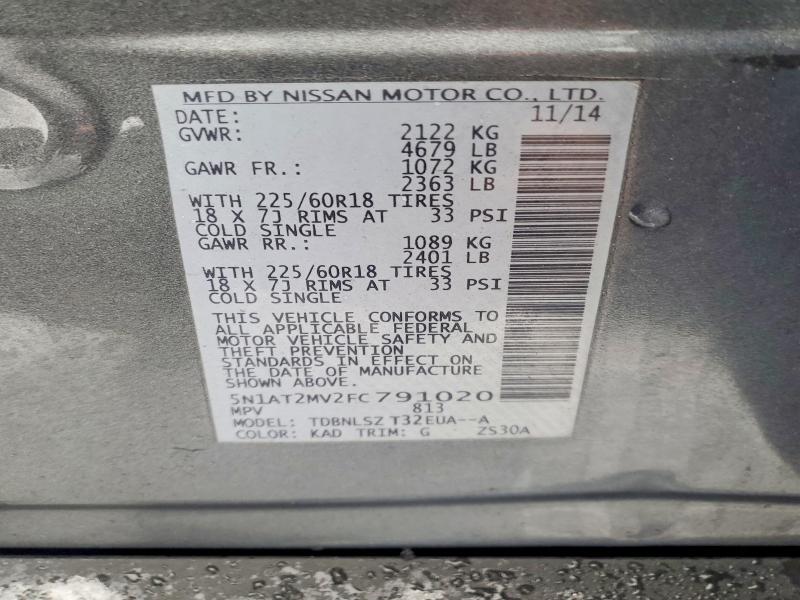 MFD BY NISSAN MOTOR CO., LTD.
DATE: 11/14
GVWR: 2122 KG
4679 LB
GAWR FR.: 1072 KG
2363 LB
WITH 225/60R18 TIRES
18 X 7J RIMS AT 33 PSI
COLD SINGLE
GAWR RR.: 1089 KG
2401 LB
WITH 225/60R18 TIRES
18 X 7J RIMS AT 33 PSI
COLD SINGLE
THIS VEHICLE CONFORMS TO
ALL APPLICABLE FEDERAL
MOTOR VEHICLE SAFETY AND
THEFT PREVENTION
STANDARDS IN EFFECT ON
THE DATE OF MANUFACTURE
SHOWN ABOVE.
5N1AT2MV2FC791020
MPV 813
MODEL: TDBNLSZ T32EUA--A
COLOR: KAD TRIM: G ZS30A